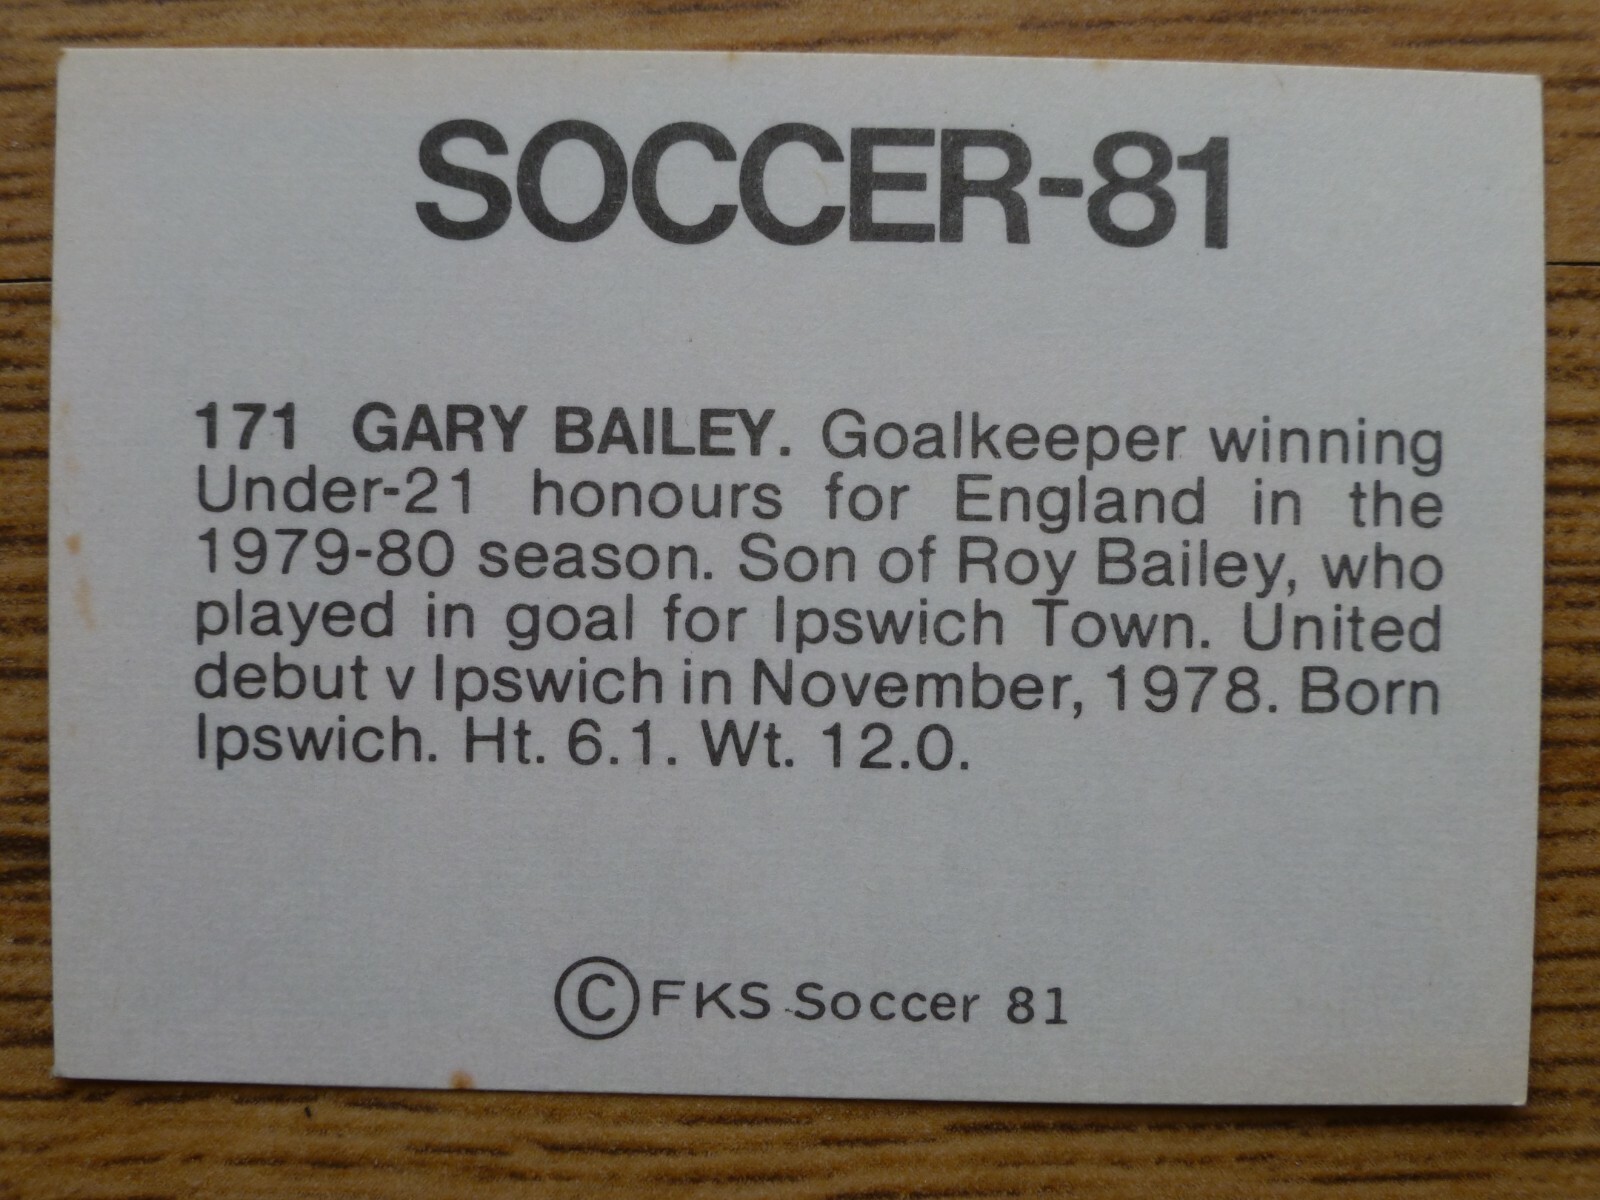 SOCCER-81
171 GARY BAILEY. Goalkeeper winning
Under-21 honours for England in the
1979-80 season. Son of Roy Bailey, who
played in goal for Ipswich Town. United
debut v Ipswich in November, 1978. Born
Ipswich. Ht. 6.1. Wt. 12.0.
© FKS Soccer 81